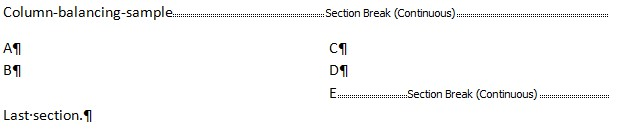 Column-balancing-sample Section Break (Continuous)
A¶ C¶
B¶ D¶
E Section Break (Continuous)
Last·section.¶